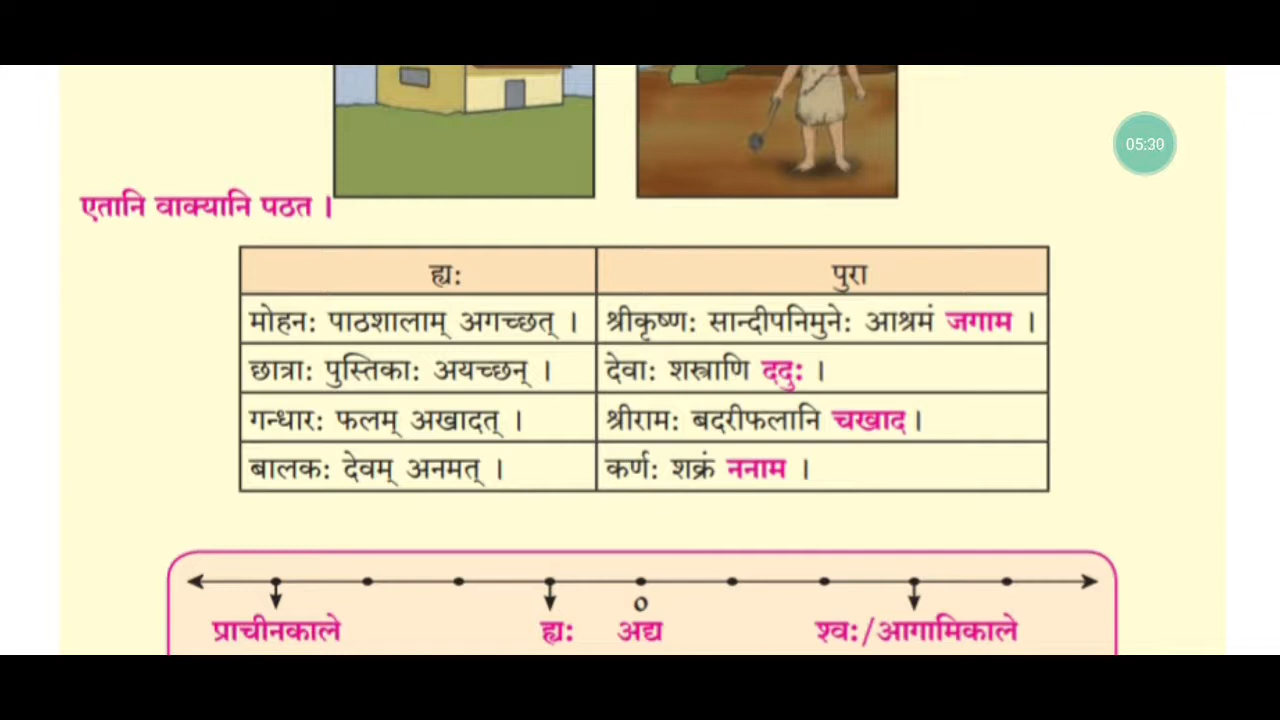 05:30
एतानि वाक्यानि पठत ।
ह्यः पुरा
मोहनः पाठशालाम् अगच्छत् । श्रीकृष्णः सान्दीपनिमुनेः आश्रमं जगाम ।
छात्राः पुस्तिकाः अयच्छन् । देवाः शस्त्राणि ददुः ।
गन्धारः फलम् अखादत् । श्रीरामः बदरीफलानि चखाद ।
बालकः देवम् अनमत् । कर्णः शक्रं ननाम ।
०
प्राचीनकाले ह्यः अद्य श्वः/आगामिकाले